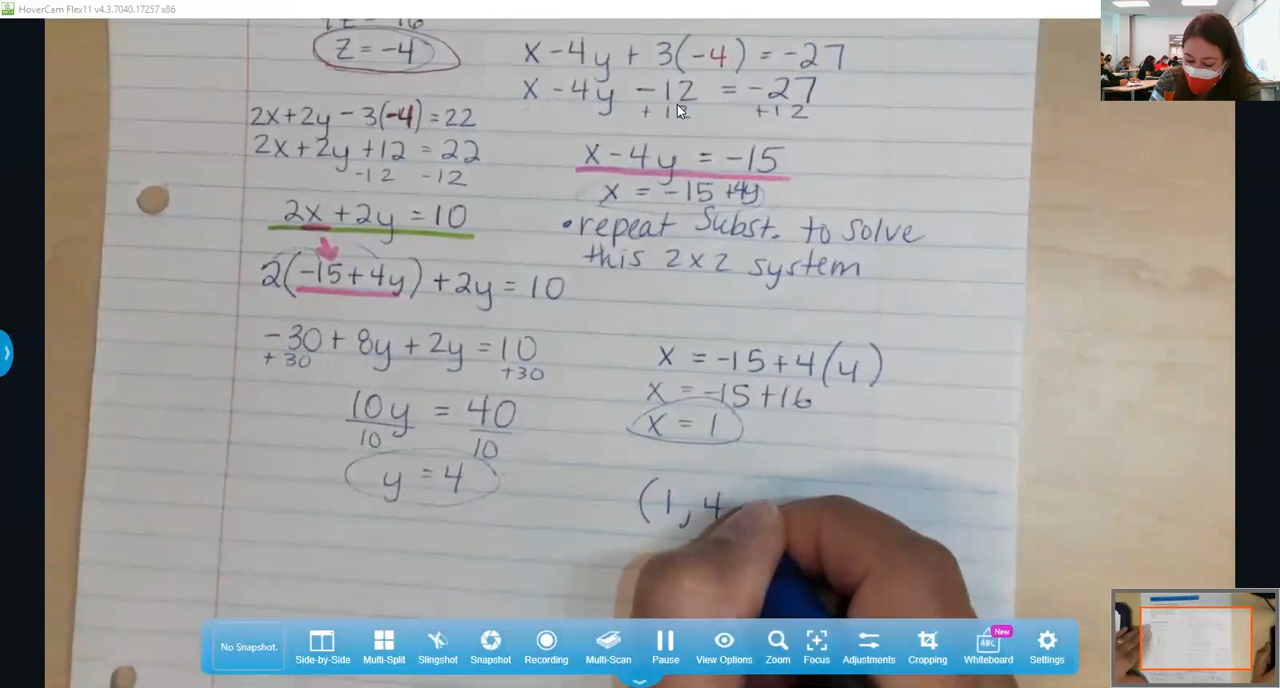 HoverCam Flex11 v4.3.7040.17257 x86
z = -4
2x+2y - 3(-4) = 22
2x+2y +12 = 22
-12 -12
2x + 2y = 10
2(-15+4y) +2y = 10
-30 + 8y + 2y = 10
+30 +30
10y = 40
10 10
y = 4
x - 4y + 3(-4) = -27
x - 4y - 12 = -27
+12 +12
x - 4y = -15
x = -15 +4y
•repeat Subst. to solve
this 2x2 system
x = -15 + 4(4)
x = -15 +16
x = 1
(1, 4
No Snapshot.
Side-by-Side
Multi-Split
Slingshot
Snapshot
Recording
Multi-Scan
Pause
View Options
Zoom
Focus
Adjustments
Cropping
ABC
New
Whiteboard
Settings